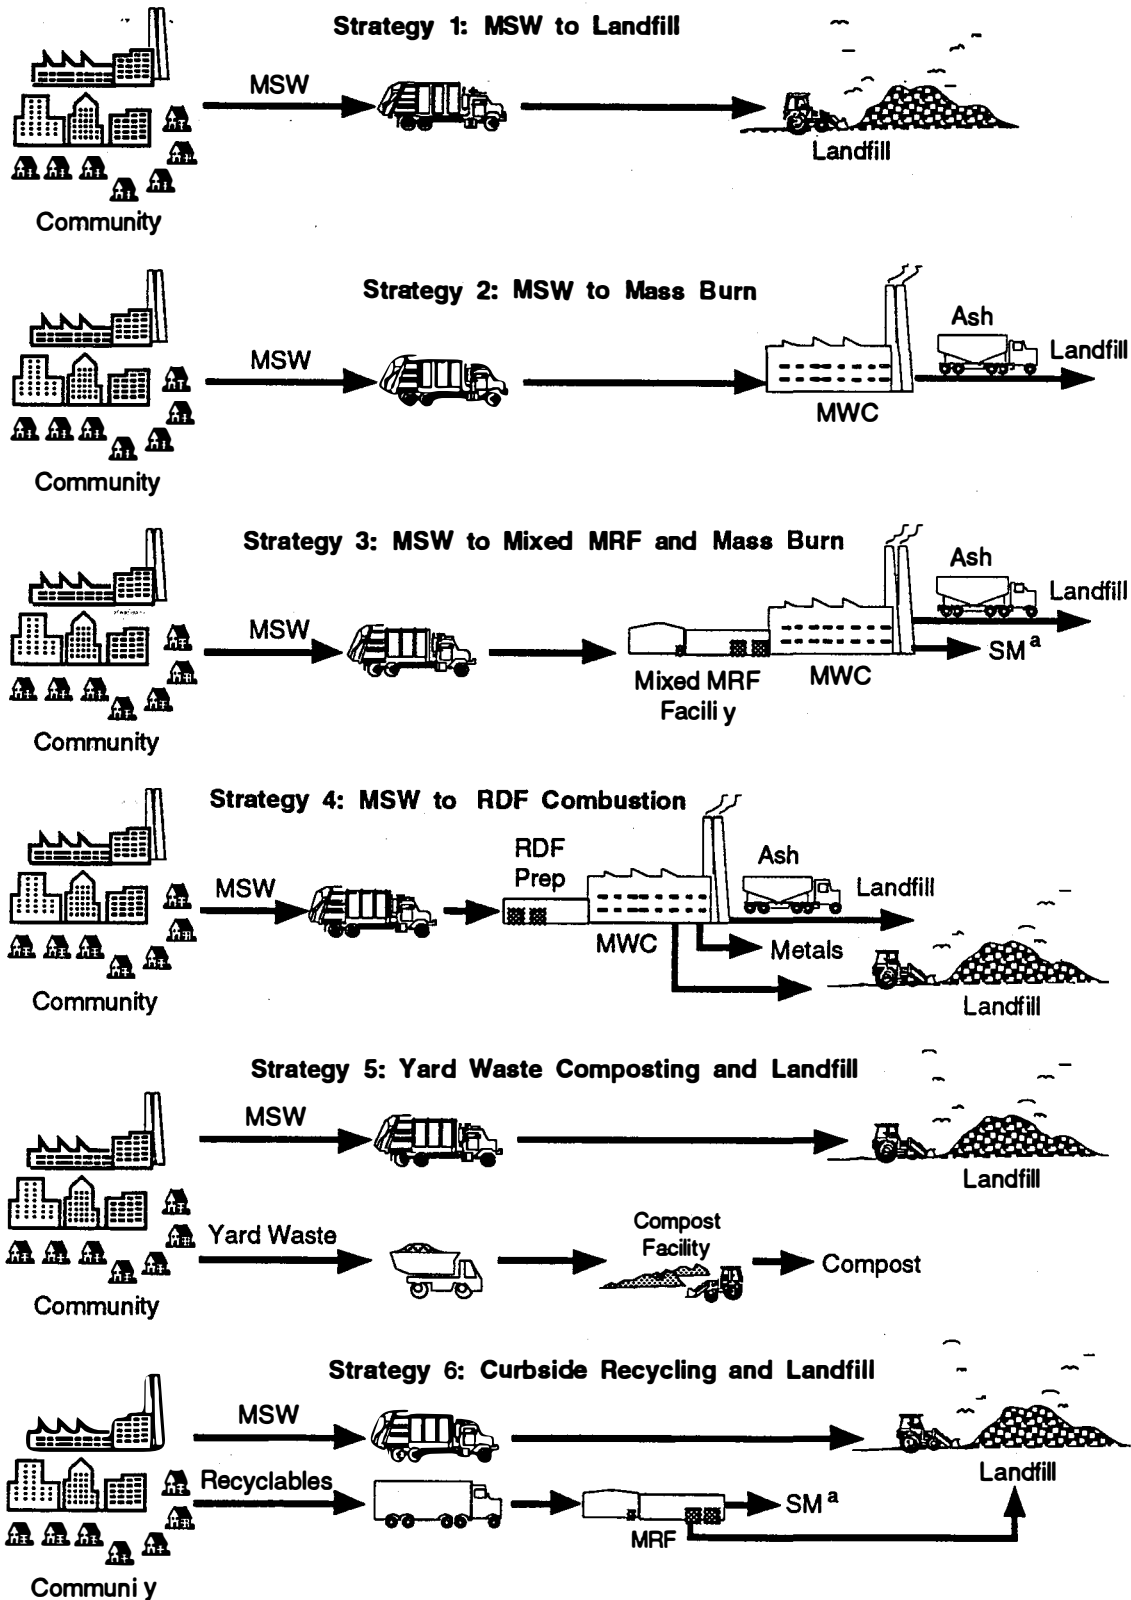 Strategy 1: MSW to Landfill
MSW
Landfill
Community
Strategy 2: MSW to Mass Burn
Ash
MSW
Landfill
MWC
Community
Strategy 3: MSW to Mixed MRF and Mass Burn
Ash
Landfill
MSW
SM a
Mixed MRF
Facili y
MWC
Community
Strategy 4: MSW to RDF Combustion
RDF
Prep
Ash
MSW
Landfill
MWC
Metals
Community
Landfill
Strategy 5: Yard Waste Composting and Landfill
MSW
Landfill
Yard Waste
Compost
Facility
Compost
Community
Strategy 6: Curbside Recycling and Landfill
MSW
Landfill
Recyclables
SM a
MRF
Communi y